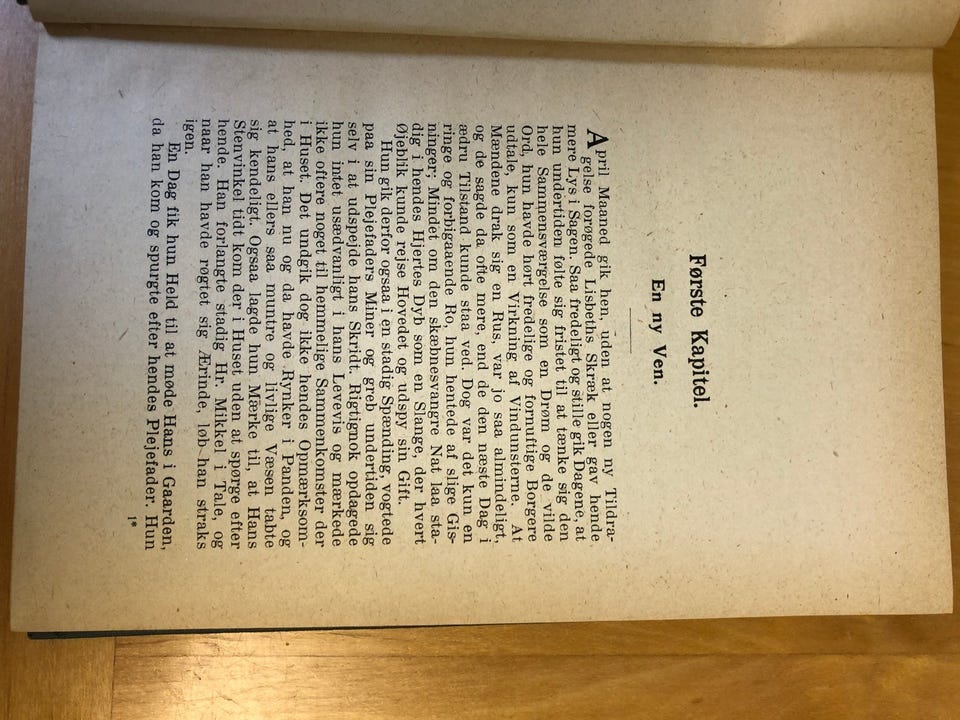 Første Kapitel.
En ny Ven.
April Maaned gik hen, uden at nogen ny Tildra-
gelse forøgede Lisbeths Skræk eller gav hende
mere Lys i Sagen. Saa fredeligt og stille gik Dagene, at
hun undertiden følte sig fristet til at tænke sig den
hele Sammensværgelse som en Drøm og de vilde
Ord, hun havde hørt fredelige og fornuftige Borgere
udtale, kun som en Virkning af Vindunsterne. At
Mændene drak sig en Rus, var jo saa almindeligt,
og de sagde da ofte mere, end de den næste Dag i
ædru Tilstand kunde staa ved. Dog var det kun en
ringe og forbigaaende Ro, hun hentede af slige Gis-
ninger; Mindet om den skæbnesvangre Nat laa sta-
dig i hendes Hjertes Dyb som en Slange, der hvert
Øjeblik kunde rejse Hovedet og udspy sin Gift.
Hun gik derfor ogsaa i en stadig Spænding, vogtede
paa sin Plejefaders Miner og greb undertiden sig
selv i at udspejde hans Skridt. Rigtignok opdagede
hun intet usædvanligt i hans Levevis og mærkede
ikke oftere noget til hemmelige Sammenkomster der
i Huset. Det undgik dog ikke hendes Opmærksom-
hed, at han nu og da havde Rynker i Panden, og
at hans ellers saa muntre og livlige Væsen tabte
sig kendeligt. Ogsaa lagde hun Mærke til, at Hans
Stenvinkel tidt kom der i Huset uden at spørge efter
hende. Han forlangte stadig Hr. Mikkel i Tale, og
naar han havde røgtet sig Ærinde, løb han straks
igen.
En Dag fik hun Held til at møde Hans i Gaarden,
da han kom og spurgte efter hendes Plejefader. Hun
1*